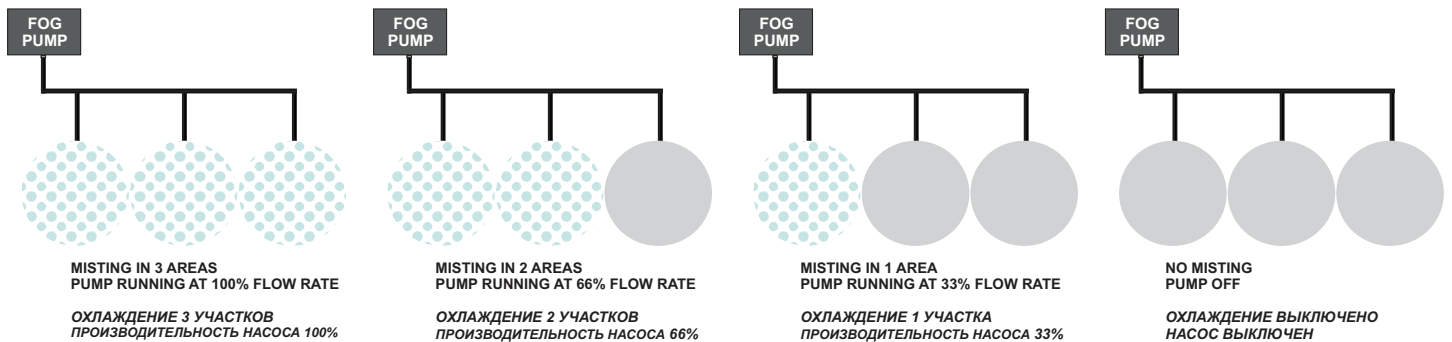 FOG
PUMP
MISTING IN 3 AREAS
PUMP RUNNING AT 100% FLOW RATE
ОХЛАЖДЕНИЕ 3 УЧАСТКОВ
ПРОИЗВОДИТЕЛЬНОСТЬ НАСОСА 100%
FOG
PUMP
MISTING IN 2 AREAS
PUMP RUNNING AT 66% FLOW RATE
ОХЛАЖДЕНИЕ 2 УЧАСТКОВ
ПРОИЗВОДИТЕЛЬНОСТЬ НАСОСА 66%
FOG
PUMP
MISTING IN 1 AREA
PUMP RUNNING AT 33% FLOW RATE
ОХЛАЖДЕНИЕ 1 УЧАСТКА
ПРОИЗВОДИТЕЛЬНОСТЬ НАСОСА 33%
FOG
PUMP
NO MISTING
PUMP OFF
ОХЛАЖДЕНИЕ ВЫКЛЮЧЕНО
НАСОС ВЫКЛЮЧЕН